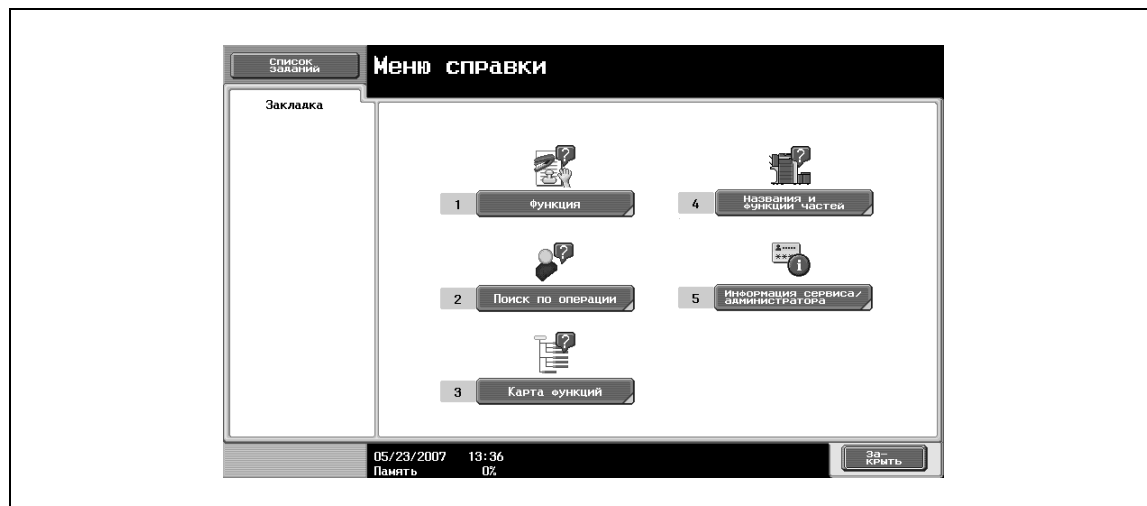 Список
заданий
Меню справки
Закладка
1 Функция
4 Названия и
функции частей
2 Поиск по операции
5 Информация сервиса/
администратора
3 Карта функций
05/23/2007 13:36
Память 0%
За-
крыть